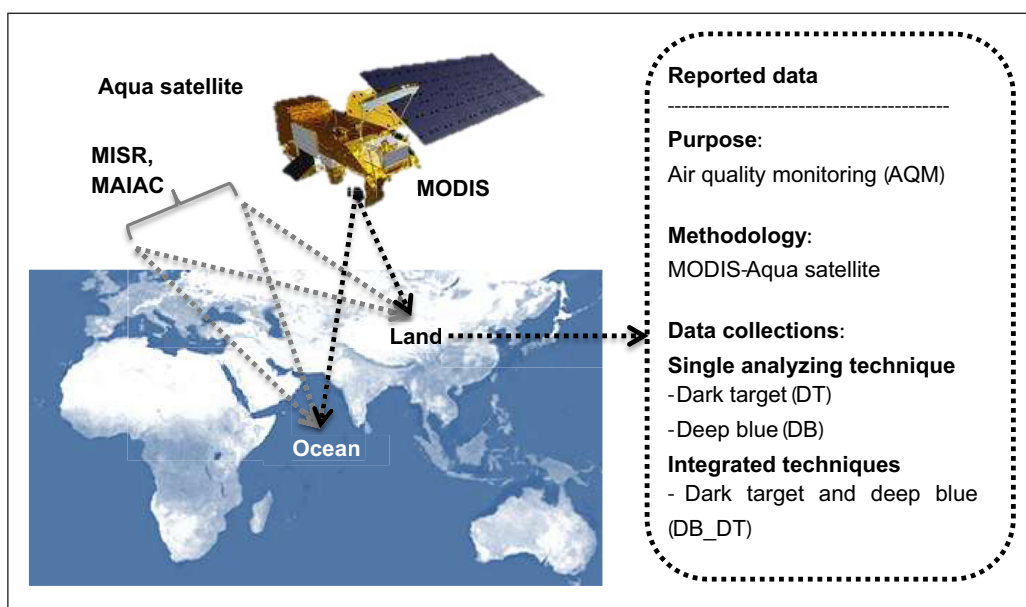 Aqua satellite
MISR,
MAIAC
MODIS
Land
Ocean
Reported data
-----------------------------------------
Purpose:
Air quality monitoring (AQM)
Methodology:
MODIS-Aqua satellite
Data collections:
Single analyzing technique
-Dark target (DT)
-Deep blue (DB)
Integrated techniques
- Dark target and deep blue
(DB_DT)